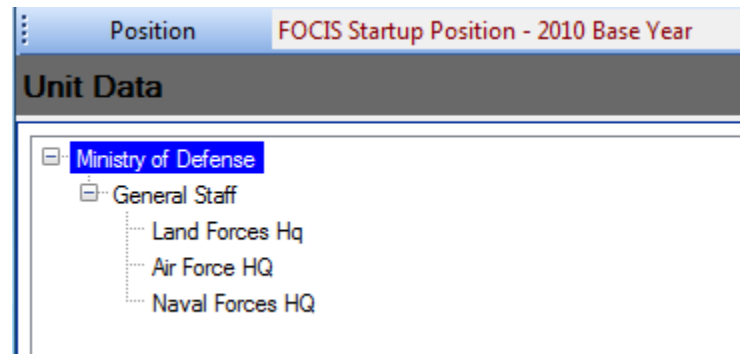 Position FOCIS Startup Position - 2010 Base Year
Unit Data
Ministry of Defense
General Staff
Land Forces Hq
Air Force HQ
Naval Forces HQ